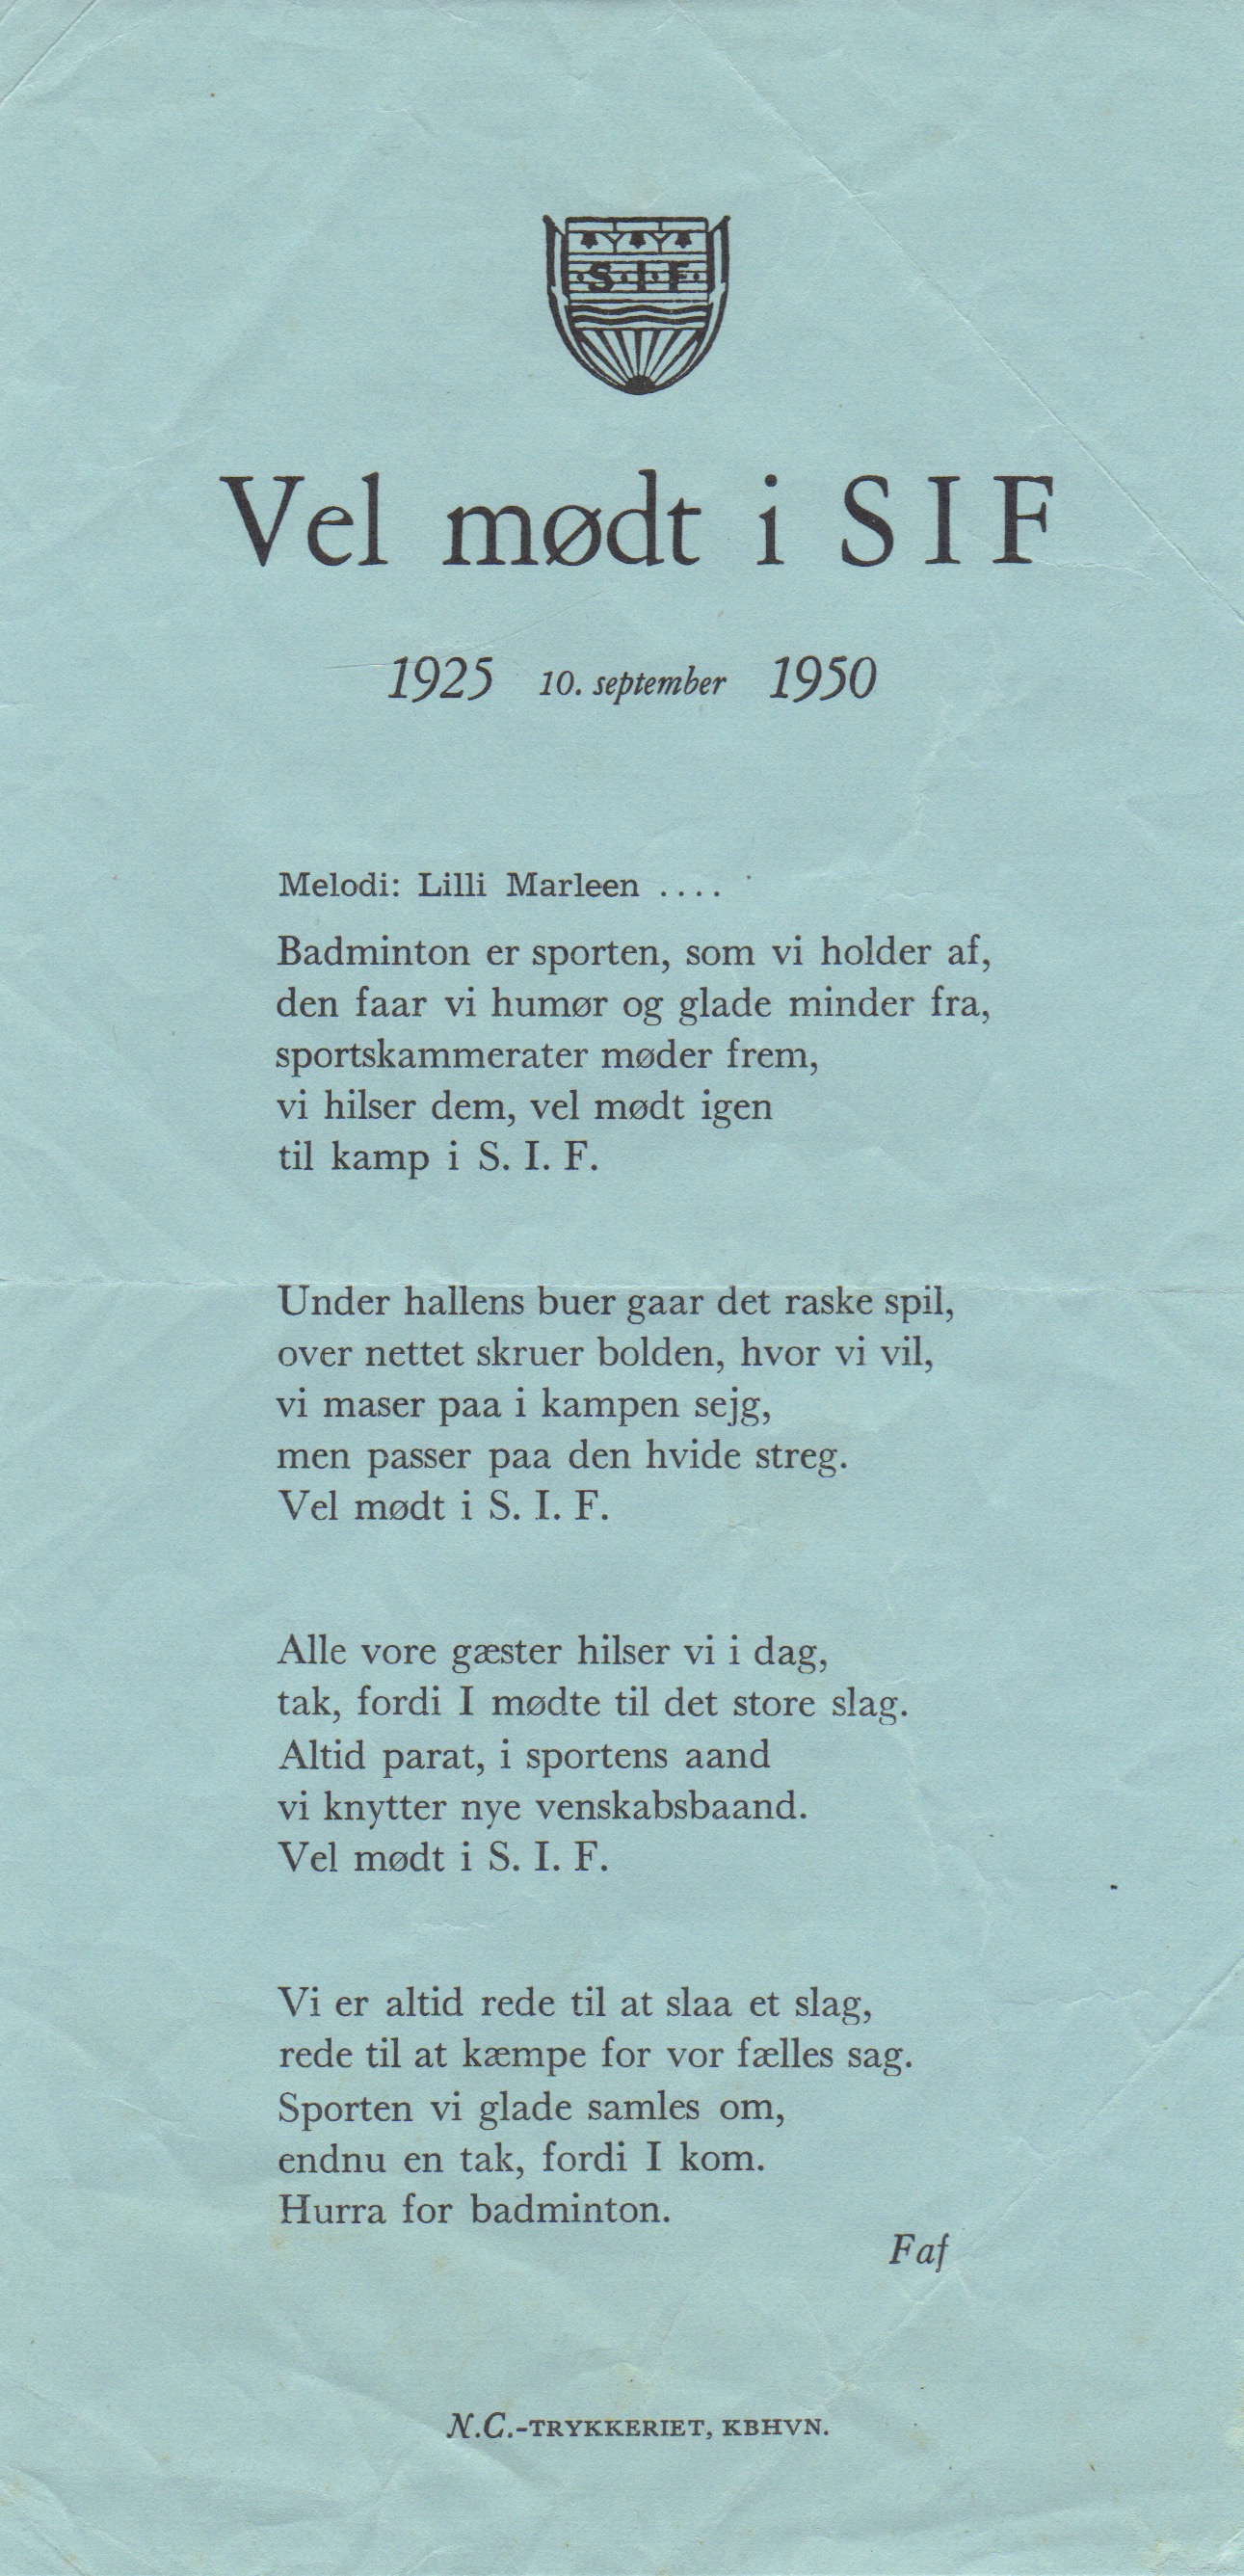 S. I. F.
Vel mødt i SIF
1925 10. september 1950
Melodi: Lilli Marleen ....
Badminton er sporten, som vi holder af,
den faar vi humør og glade minder fra,
sportskammerater møder frem,
vi hilser dem, vel mødt igen
til kamp i S. I. F.
Under hallens buer gaar det raske spil,
over nettet skruer bolden, hvor vi vil,
vi maser paa i kampen sejg,
men passer paa den hvide streg.
Vel mødt i S. I. F.
Alle vore gæster hilser vi i dag,
tak, fordi I mødte til det store slag.
Altid parat, i sportens aand
vi knytter nye venskabsbaand.
Vel mødt i S. I. F.
Vi er altid rede til at slaa et slag,
rede til at kæmpe for vor fælles sag.
Sporten vi glade samles om,
endnu en tak, fordi I kom.
Hurra for badminton.
Faf
N.C.-TRYKKERIET, KBHVN.